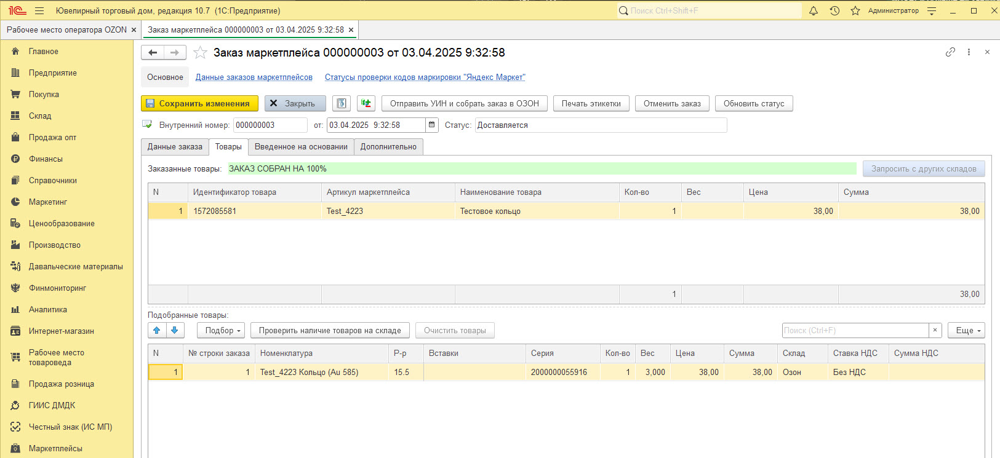 1С Ювелирный торговый дом, редакция 10.7 (1С:Предприятие) Поиск Ctrl+Shift+F Администратор
Рабочее место оператора OZON × Заказ маркетплейса 000000003 от 03.04.2025 9:32:58 ×
Главное
Предприятие
Покупка
Склад
Продажа опт
Финансы
Справочники
Маркетинг
Ценообразование
Производство
Давальческие материалы
Финмониторинг
Аналитика
Интернет-магазин
Рабочее место
товароведа
Продажа розница
ГИИС ДМДК
Честный знак (ИС МП)
Маркетплейсы
Заказ маркетплейса 000000003 от 03.04.2025 9:32:58
Основное Данные заказов маркетплейсов Статусы проверки кодов маркировки "Яндекс Маркет"
Сохранить изменения Закрыть Отправить УИН и собрать заказ в ОЗОН Печать этикетки Отменить заказ Обновить статус
Внутренний номер: 000000003 от: 03.04.2025 9:32:58 Статус: Доставляется
Данные заказа Товары Введенное на основании Дополнительно
Заказанные товары: ЗАКАЗ СОБРАН НА 100% Запросить с других складов
N Идентификатор товара Артикул маркетплейса Наименование товара Кол-во Вес Цена Сумма
1 1572085581 Test_4223 Тестовое кольцо 1 38,00 38,00
1 38,00
Подобранные товары:
Подбор Проверить наличие товаров на складе Очистить товары Поиск (Ctrl+F) × Еще
N № строки заказа Номенклатура Р-р Вставки Серия Кол-во Вес Цена Сумма Склад Ставка НДС Сумма НДС
1 1 Test_4223 Кольцо (Au 585) 15.5 2000000055916 1 3,000 38,00 38,00 Озон Без НДС